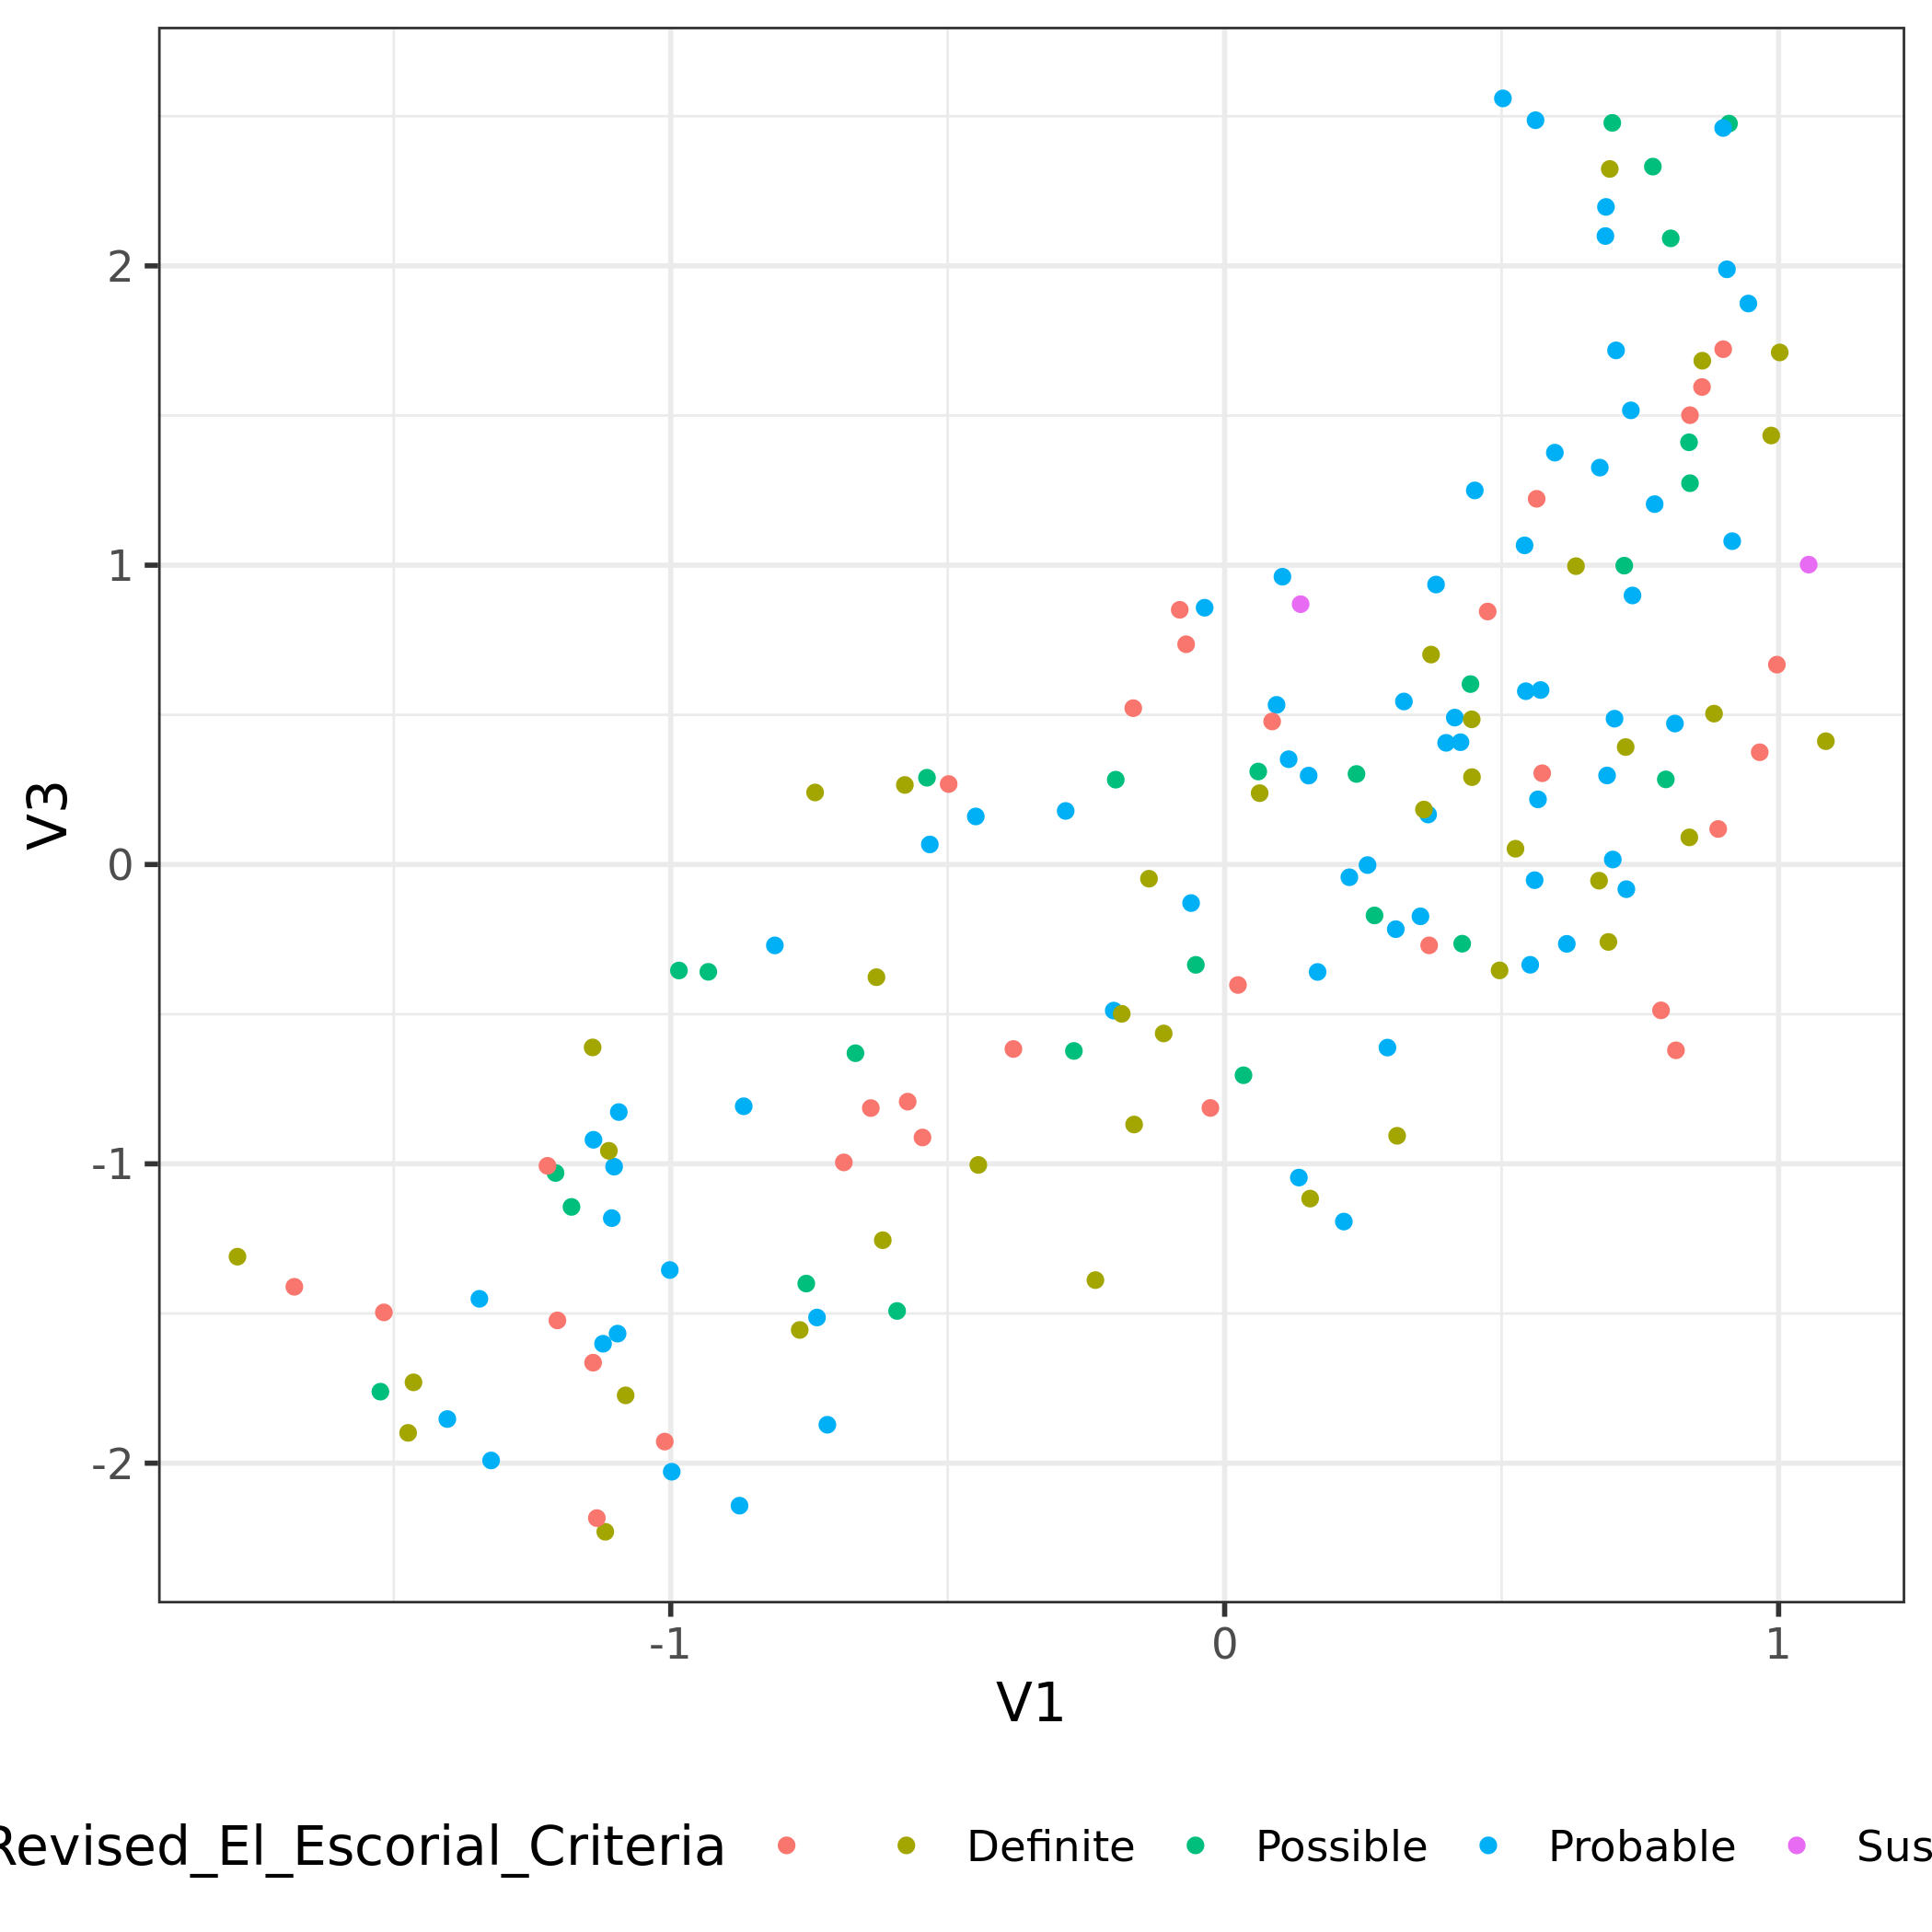 2
1
0
-1
-2
V3
-1 0 1
V1
Revised_El_Escorial_Criteria Definite Possible Probable Sus